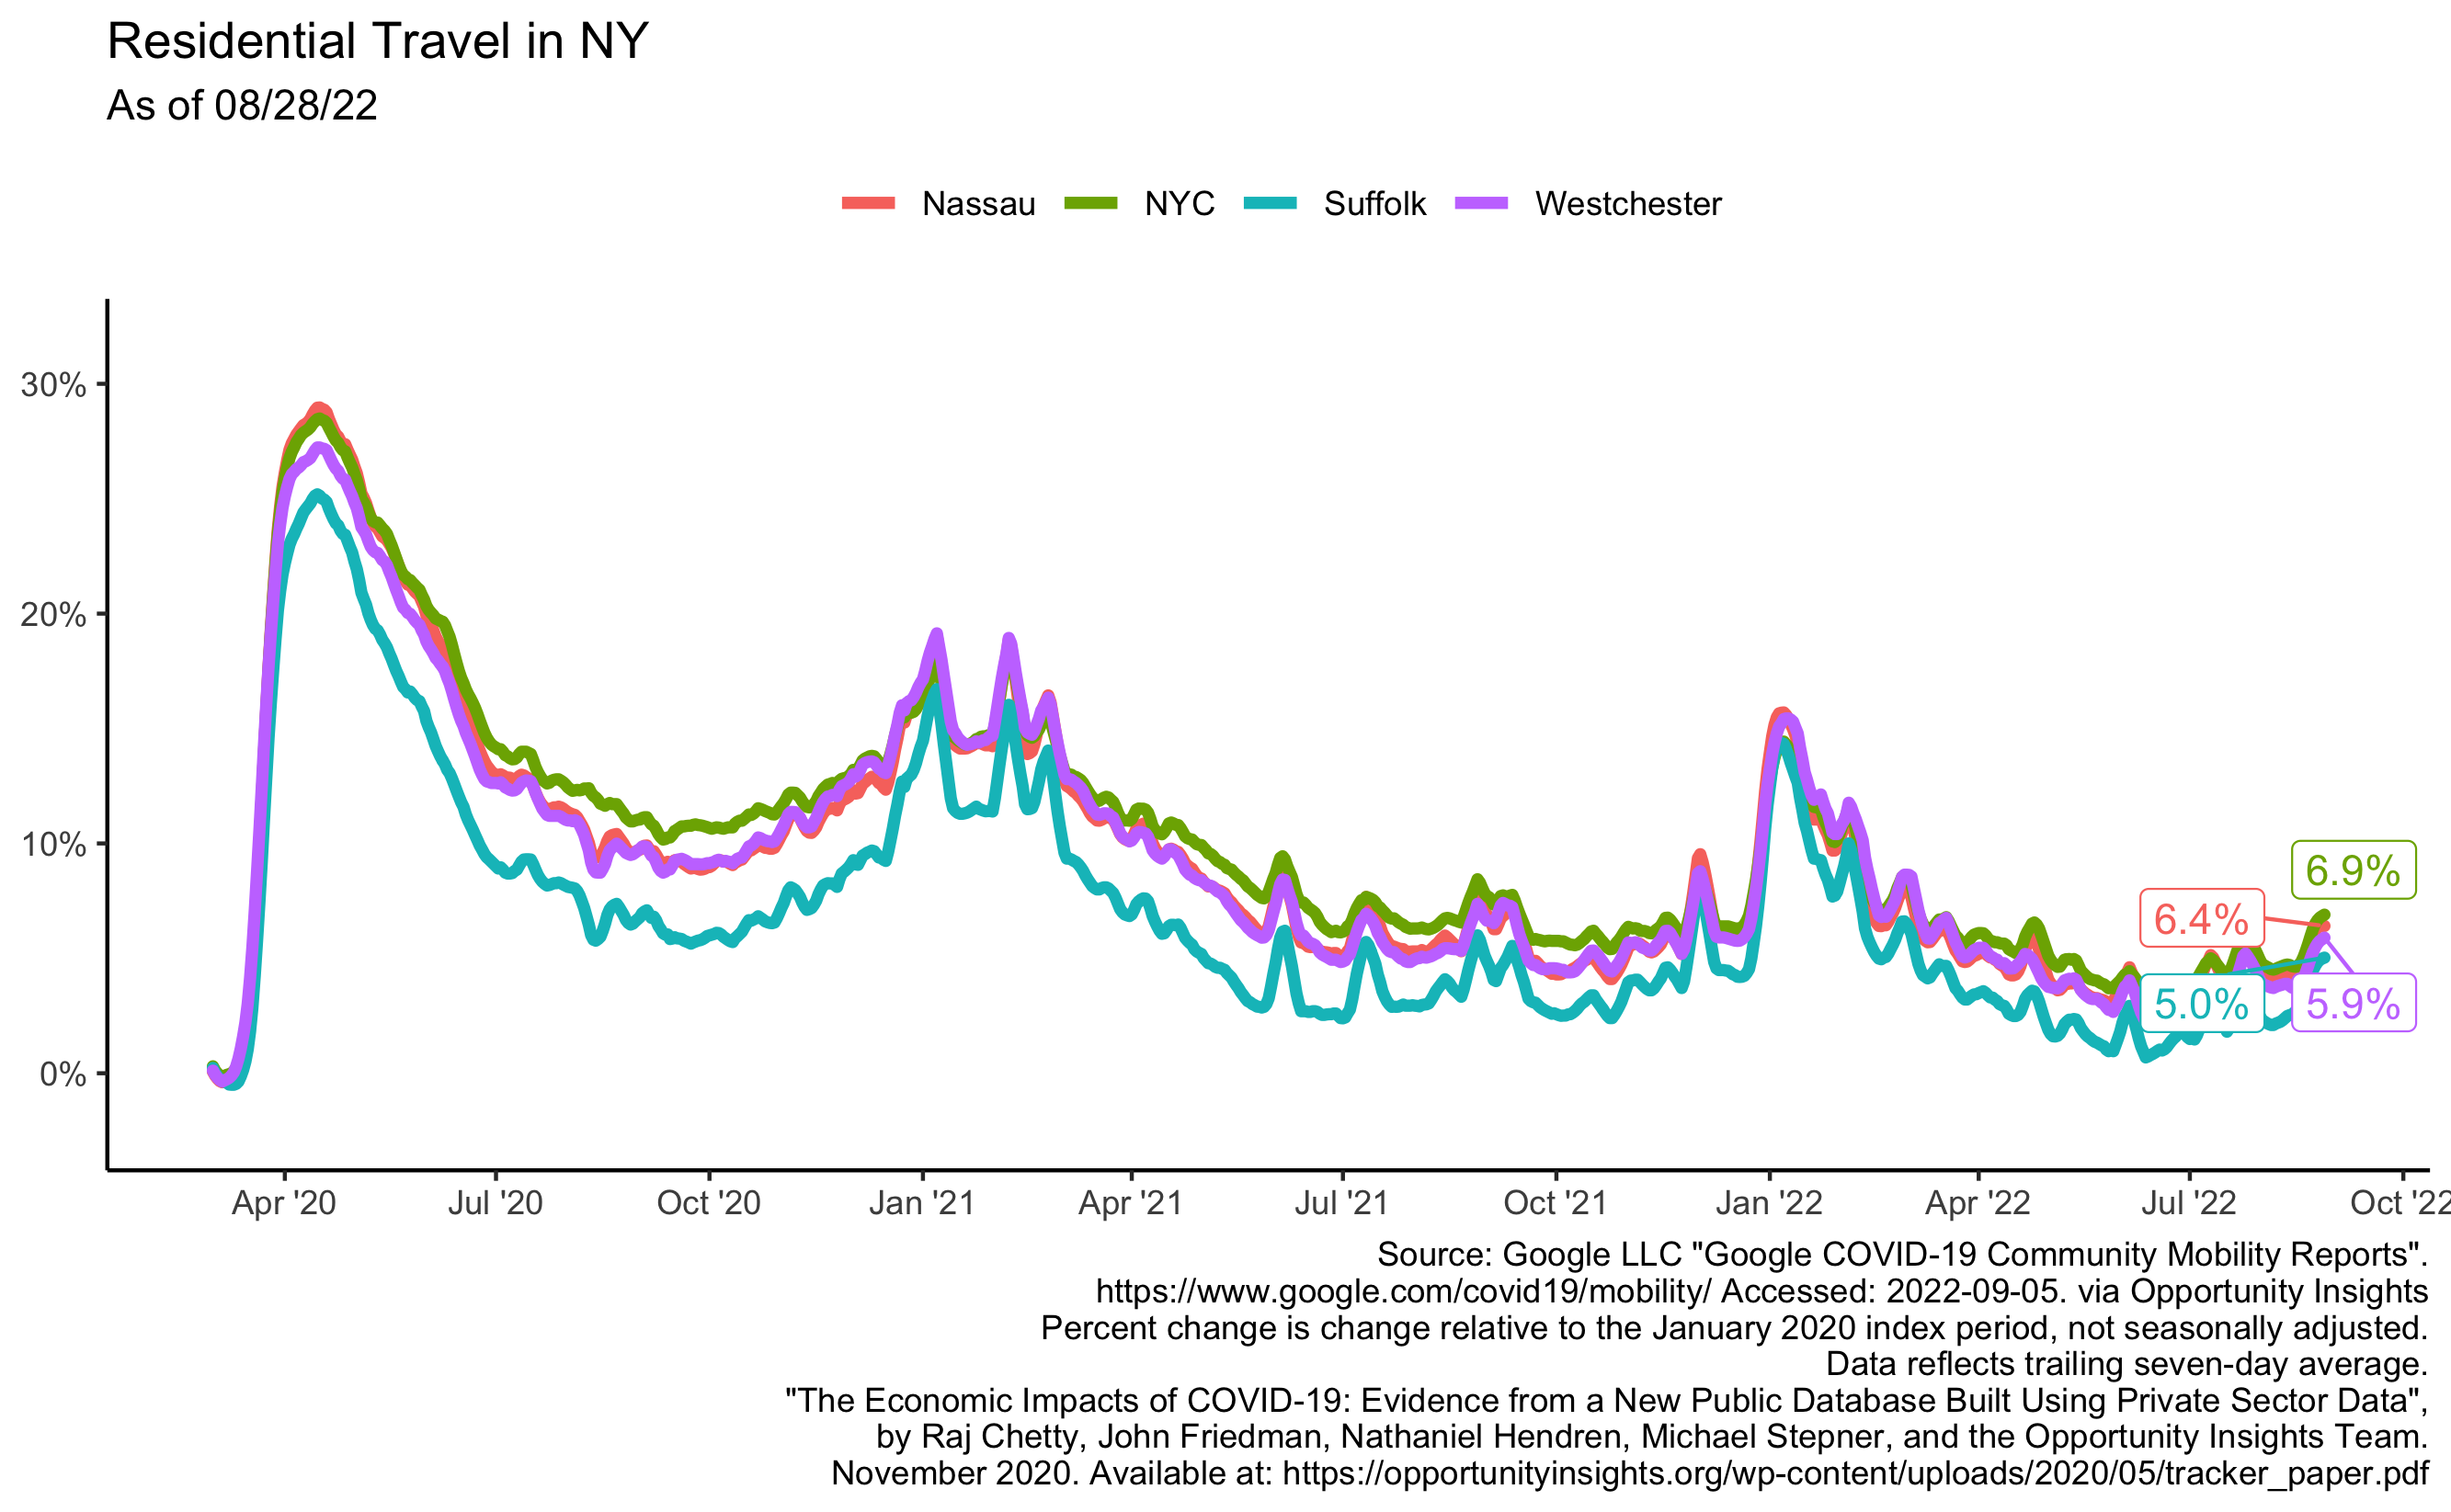 Residential Travel in NY
As of 08/28/22
Nassau NYC Suffolk Westchester
30%
20%
10%
0%
6.9%
6.4%
5.0%
5.9%
Apr '20 Jul '20 Oct '20 Jan '21 Apr '21 Jul '21 Oct '21 Jan '22 Apr '22 Jul '22 Oct '22
Source: Google LLC "Google COVID-19 Community Mobility Reports".
https://www.google.com/covid19/mobility/ Accessed: 2022-09-05. via Opportunity Insights
Percent change is change relative to the January 2020 index period, not seasonally adjusted.
Data reflects trailing seven-day average.
"The Economic Impacts of COVID-19: Evidence from a New Public Database Built Using Private Sector Data",
by Raj Chetty, John Friedman, Nathaniel Hendren, Michael Stepner, and the Opportunity Insights Team.
November 2020. Available at: https://opportunityinsights.org/wp-content/uploads/2020/05/tracker_paper.pdf